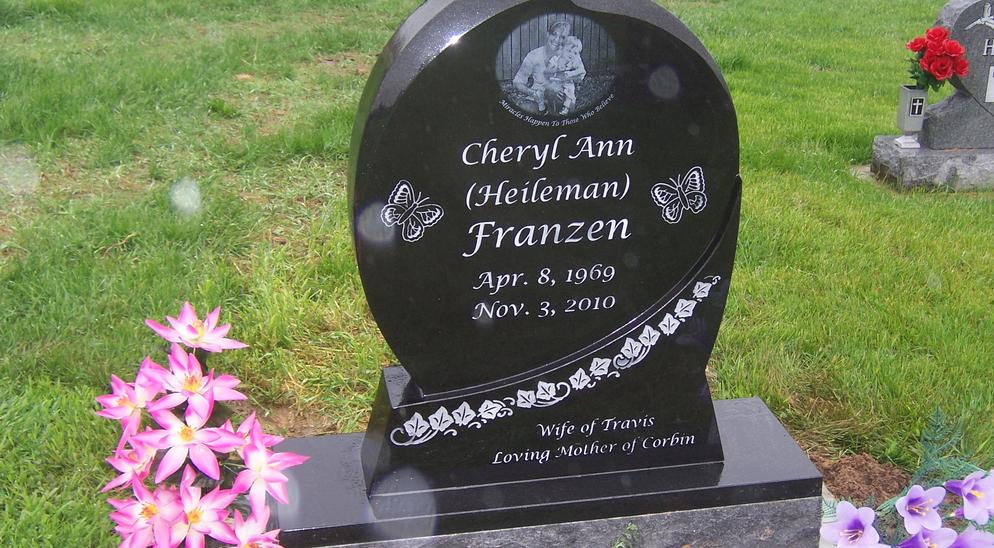 Miracles Happen To Those Who Believe
Cheryl Ann
(Heileman)
Franzen
Apr. 8, 1969
Nov. 3, 2010
Wife of Travis
Loving Mother of Corbin
H